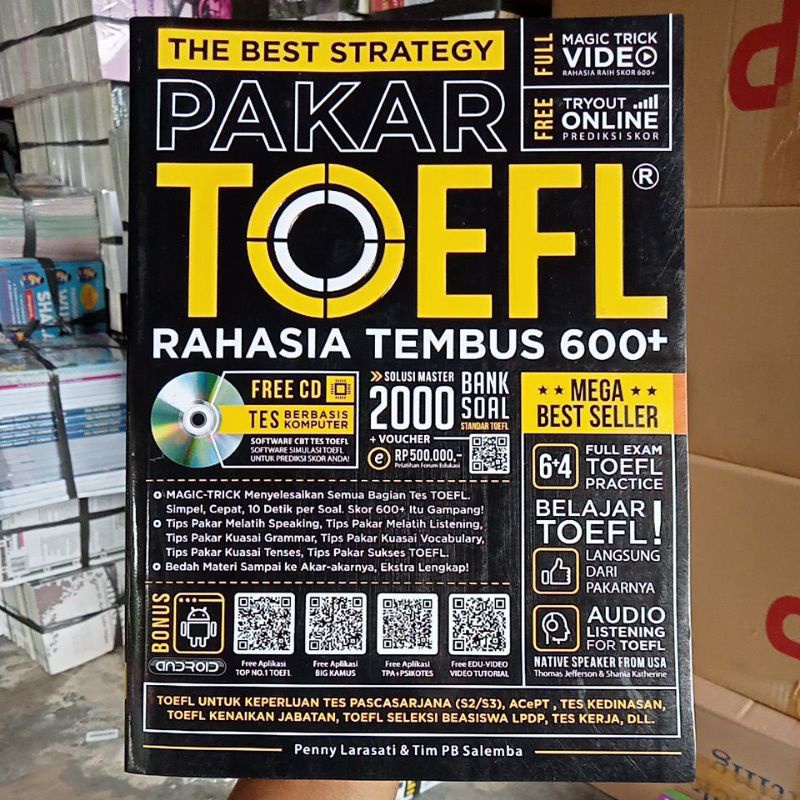 THE BEST STRATEGY
PAKAR
TOEFL®
RAHASIA TEMBUS 600+
FULL
MAGIC TRICK
VIDEO
RAHASIA RAIH SKOR 600+
FREE
TRYOUT
ONLINE
PREDIKSI SKOR
FREE CD
TES BERBASIS KOMPUTER
SOFTWARE CBT TES TOEFL
SOFTWARE SIMULASI TOEFL
UNTUK PREDIKSI SKOR ANDA!
SOLUSI MASTER
2000
BANK
SOAL
STANDAR TOEFL
+ VOUCHER
e RP 500.000,-
Pelatihan Forum Edukasi
MEGA
BEST SELLER
6+4
FULL EXAM
TOEFL
PRACTICE
BELAJAR
TOEFL!
LANGSUNG
DARI
PAKARNYA
AUDIO
LISTENING
FOR TOEFL
NATIVE SPEAKER FROM USA
Thomas Jefferson & Shania Katherine
MAGIC-TRICK Menyelesaikan Semua Bagian Tes TOEFL.
Simpel, Cepat, 10 Detik per Soal. Skor 600+ Itu Gampang!
Tips Pakar Melatih Speaking, Tips Pakar Melatih Listening,
Tips Pakar Kuasai Grammar, Tips Pakar Kuasai Vocabulary,
Tips Pakar Kuasai Tenses, Tips Pakar Sukses TOEFL.
Bedah Materi Sampai ke Akar-akarnya, Ekstra Lengkap!
BONUS
ANDROID
Free Aplikasi
TOP NO.1 TOEFL
Free Aplikasi
BIG KAMUS
Free Aplikasi
TPA+PSIKOTES
Free EDU-VIDEO
VIDEO TUTORIAL
TOEFL UNTUK KEPERLUAN TES PASCASARJANA (S2/S3), ACePT , TES KEDINASAN,
TOEFL KENAIKAN JABATAN, TOEFL SELEKSI BEASISWA LPDP, TES KERJA, DLL.
Penny Larasati & Tim PB Salemba